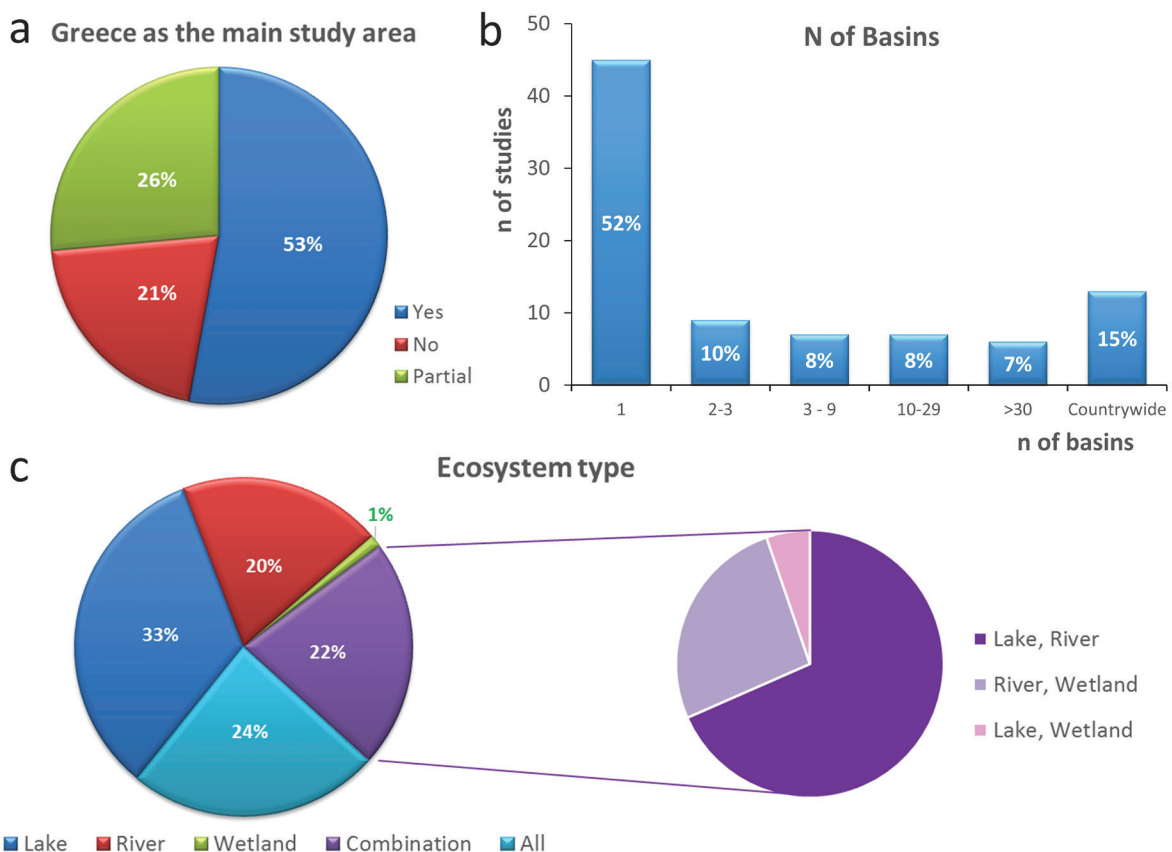 a
Greece as the main study area
26%
53%
21%
Yes
No
Partial
b
N of Basins
n of studies
50
40
30
20
10
0
52%
10%
8%
8%
7%
15%
1
2-3
3 - 9
10-29
>30
Countrywide
n of basins
c
Ecosystem type
1%
20%
33%
22%
24%
Lake, River
River, Wetland
Lake, Wetland
Lake
River
Wetland
Combination
All